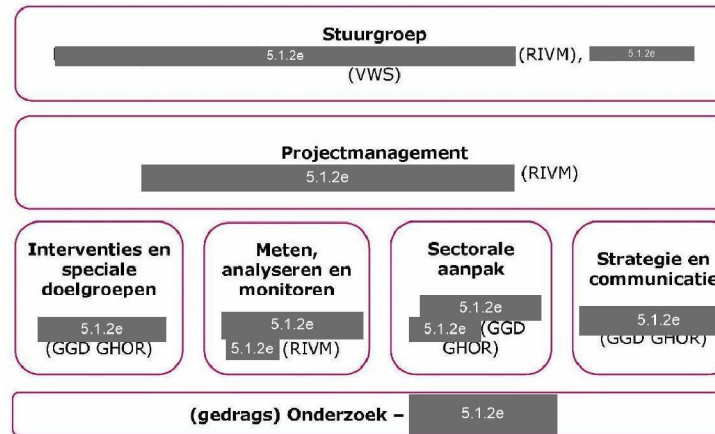 Stuurgroep
5.1.2e (RIVM), 5.1.2e
(VWS)
Projectmanagement
5.1.2e (RIVM)
Interventies en
speciale
doelgroepen
5.1.2e
(GGD GHOR)
Meten,
analyseren en
monitoren
5.1.2e
5.1.2e (RIVM)
Sectorale
aanpak
5.1.2e
5.1.2e (GGD
GHOR)
Strategie en
communicatie
5.1.2e
(GGD GHOR)
(gedrags) Onderzoek – 5.1.2e